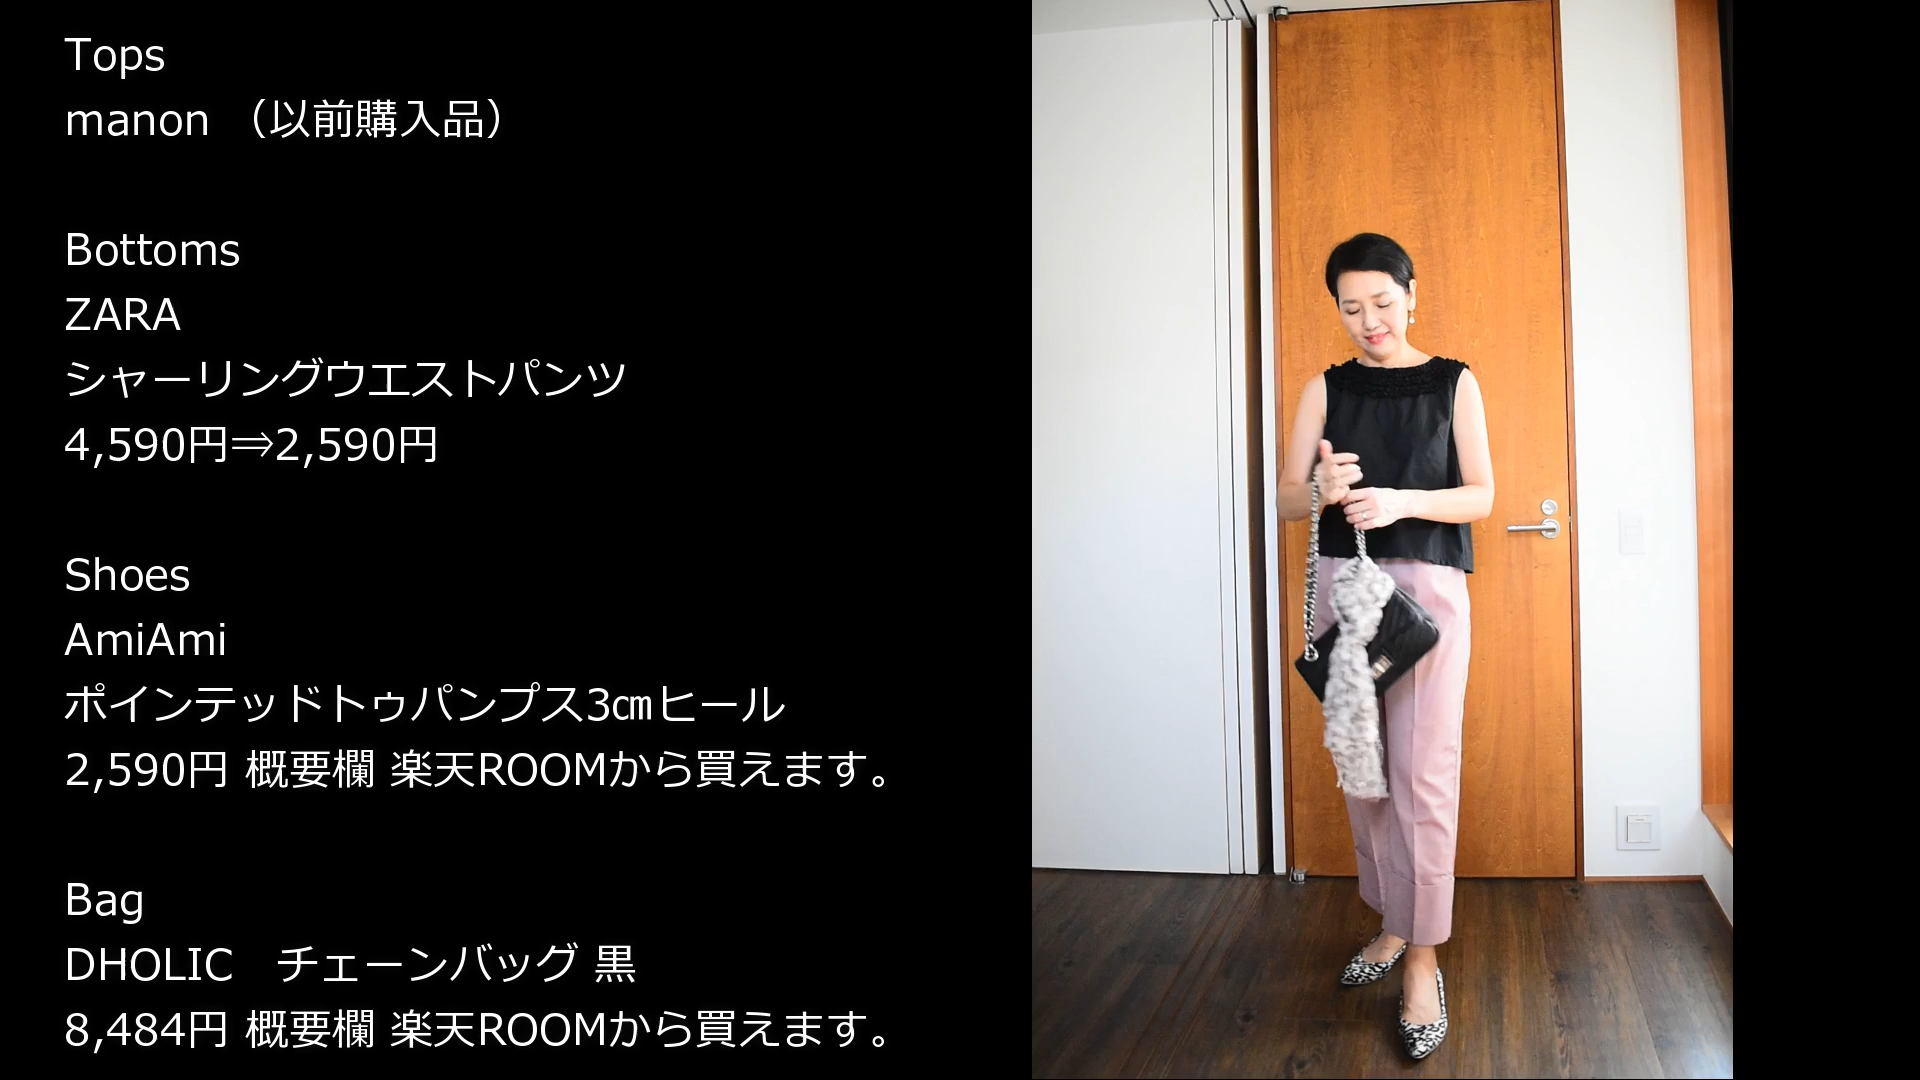 Tops
manon （以前購入品）
Bottoms
ZARA
シャーリングウエストパンツ
4,590円⇒2,590円
Shoes
AmiAmi
ポインテッドトゥパンプス3㎝ヒール
2,590円 概要欄 楽天ROOMから買えます。
Bag
DHOLIC　チェーンバッグ 黒
8,484円 概要欄 楽天ROOMから買えます。